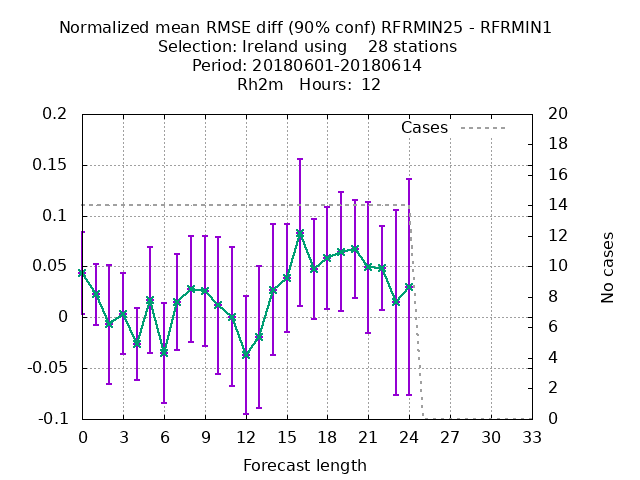 Normalized mean RMSE diff (90% conf) RFRMIN25 - RFRMIN1
Selection: Ireland using    28 stations
Period: 20180601-20180614
Rh2m   Hours:  12
Cases
0.2
0.15
0.1
0.05
0
-0.05
-0.1
20
18
16
14
12
10
8
6
4
2
0
No cases
0 3 6 9 12 15 18 21 24 27 30 33
Forecast length